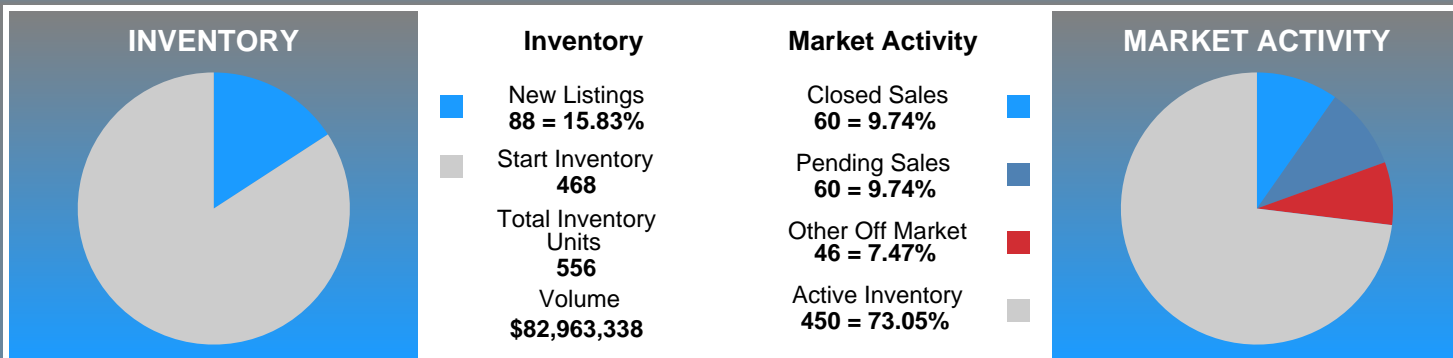 INVENTORY
Inventory
New Listings
88 = 15.83%
Start Inventory
468
Total Inventory
Units
556
Volume
$82,963,338
Market Activity
Closed Sales
60 = 9.74%
Pending Sales
60 = 9.74%
Other Off Market
46 = 7.47%
Active Inventory
450 = 73.05%
MARKET ACTIVITY